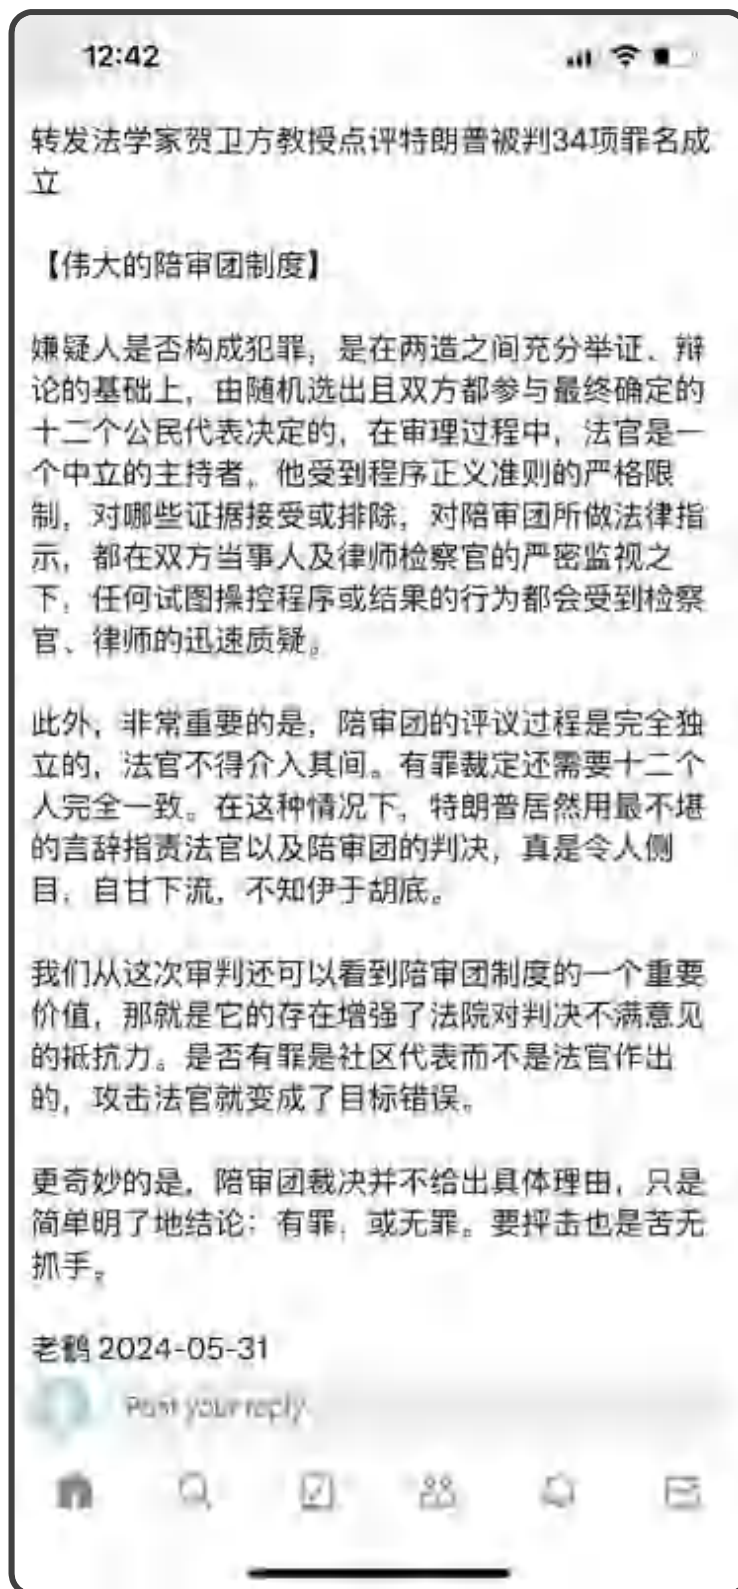 12:42
转发法学家贺卫方教授点评特朗普被判34项罪名成
立
【伟大的陪审团制度】
嫌疑人是否构成犯罪，是在两造之间充分举证、辩
论的基础上，由随机选出且双方都参与最终确定的
十二个公民代表决定的，在审理过程中，法官是一
个中立的主持者，他受到程序正义准则的严格限
制，对哪些证据接受或排除，对陪审团所做法律指
示，都在双方当事人及律师检察官的严密监视之
下，任何试图操控程序或结果的行为都会受到检察
官、律师的迅速质疑。
此外，非常重要的是，陪审团的评议过程是完全独
立的，法官不得介入其间。有罪裁定还需要十二个
人完全一致。在这种情况下，特朗普居然用最不堪
的言辞指责法官以及陪审团的判决，真是令人侧
目，自甘下流，不知伊于胡底。
我们从这次审判还可以看到陪审团制度的一个重要
价值，那就是它的存在增强了法院对判决不满意见
的抵抗力。是否有罪是社区代表而不是法官作出
的，攻击法官就变成了目标错误。
更奇妙的是，陪审团裁决并不给出具体理由，只是
简单明了地结论：有罪，或无罪。要抨击也是苦无
抓手。
老鹤 2024-05-31
Post your reply